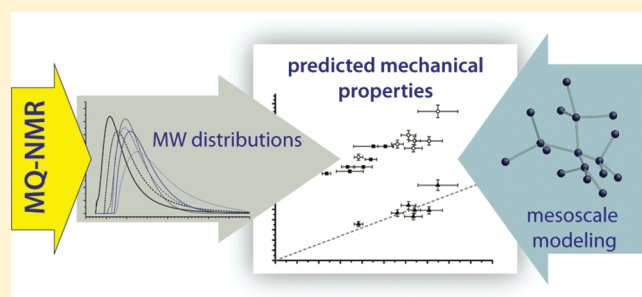 MQ-NMR
MW distributions
predicted mechanical
properties
mesoscale
modeling